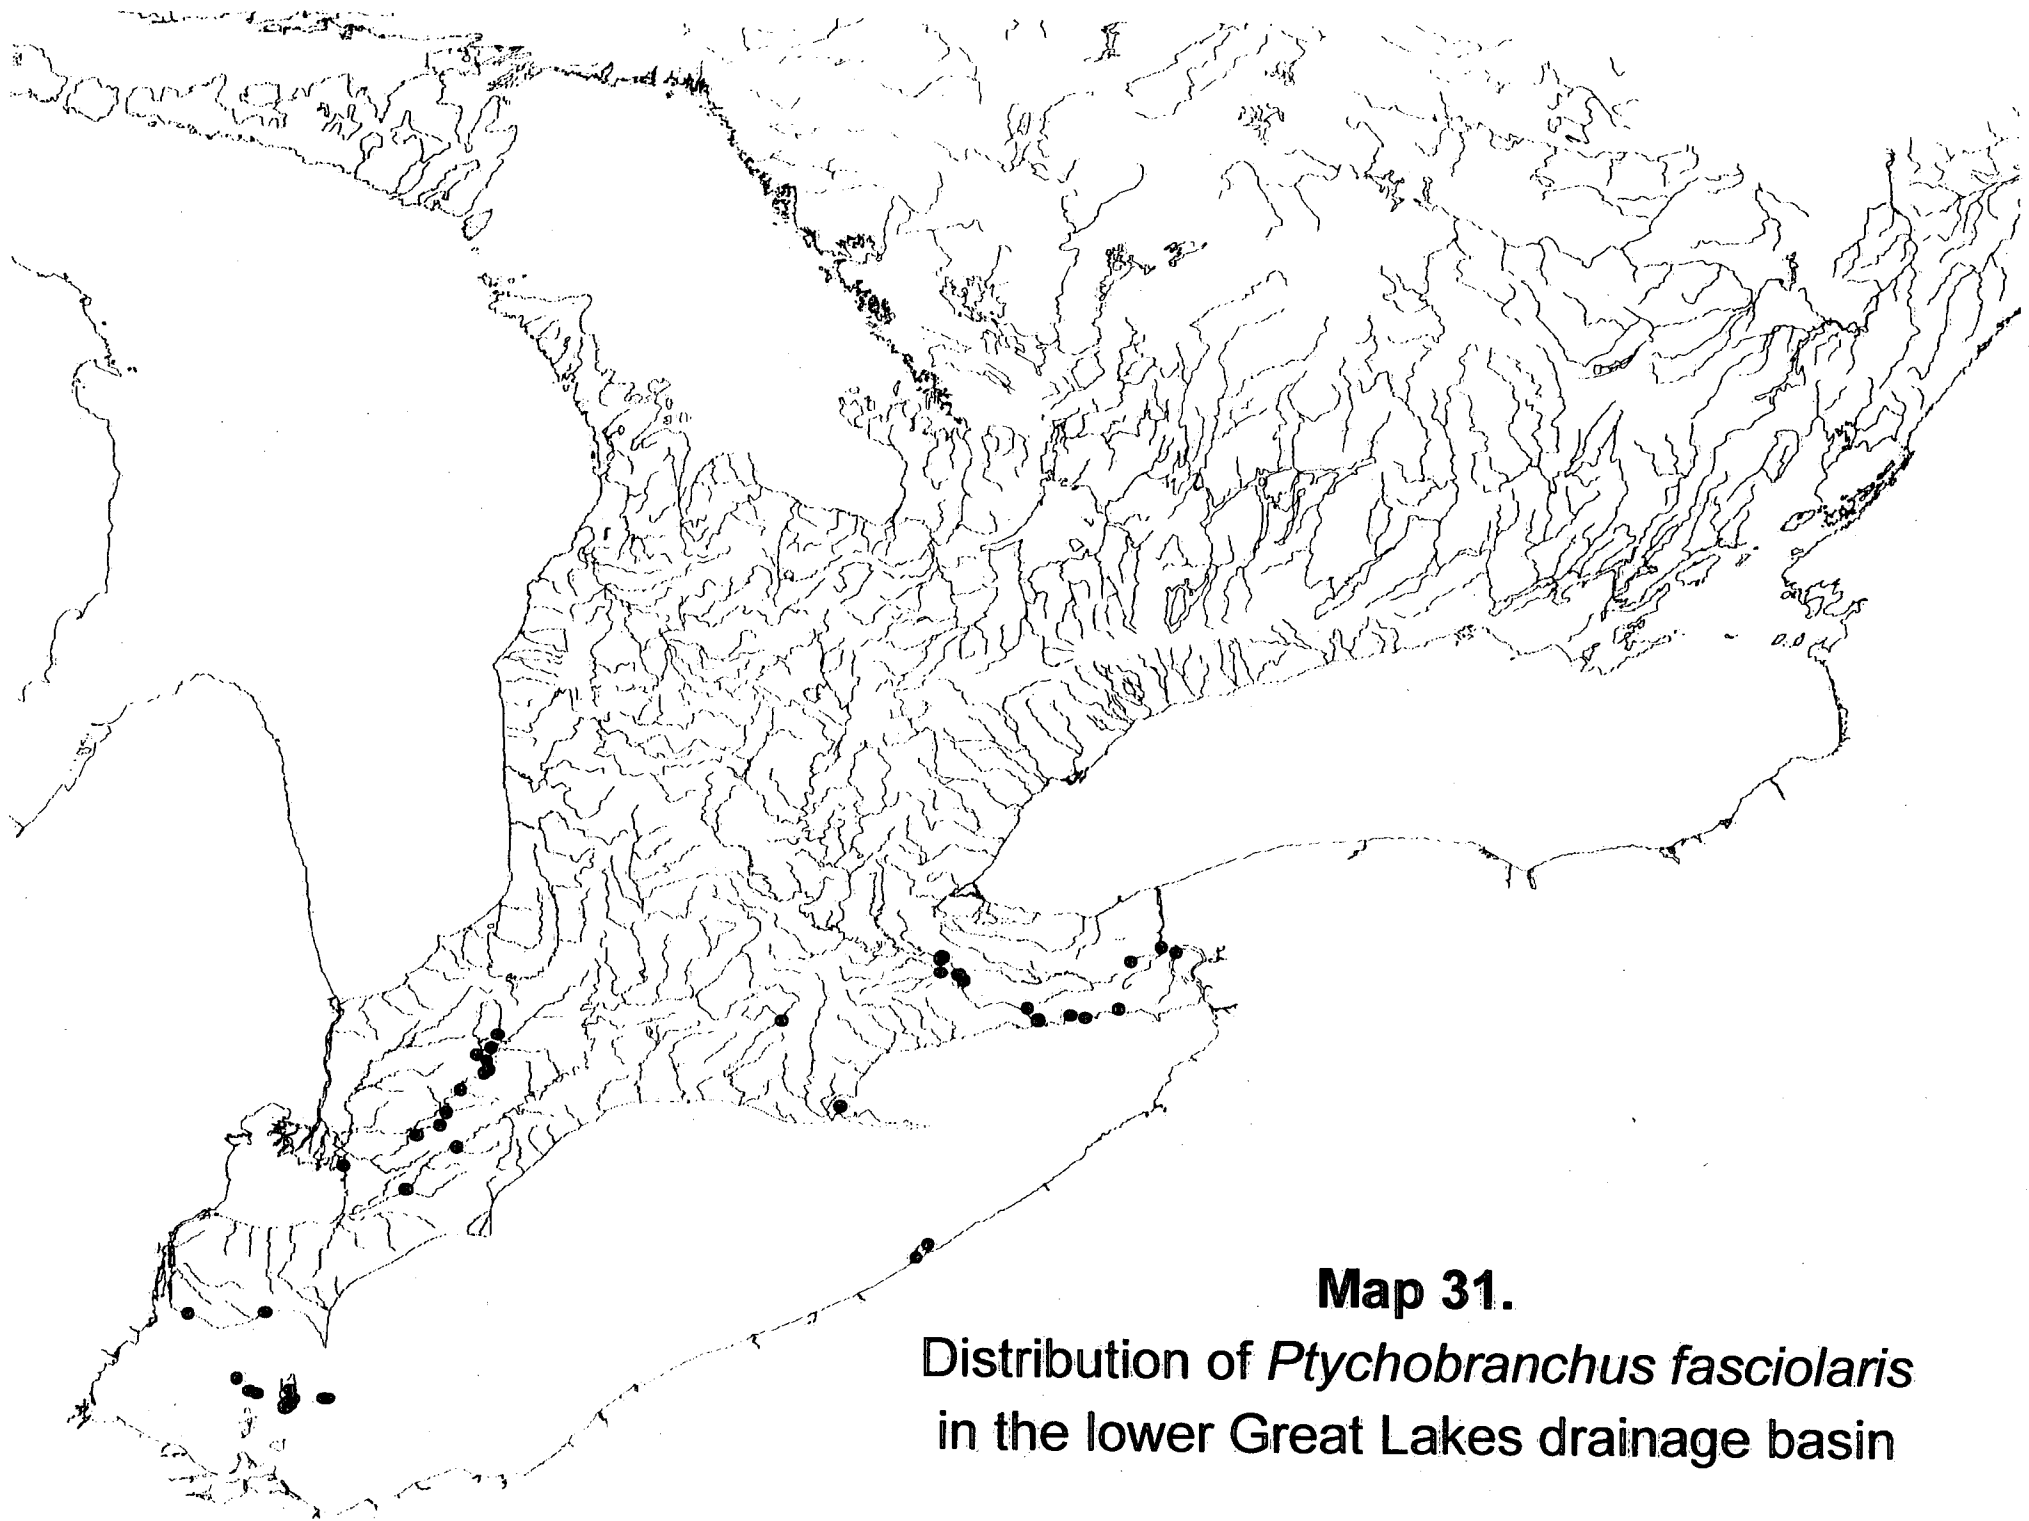 Map 31.
Distribution of Ptychobranchus fasciolaris
in the lower Great Lakes drainage basin